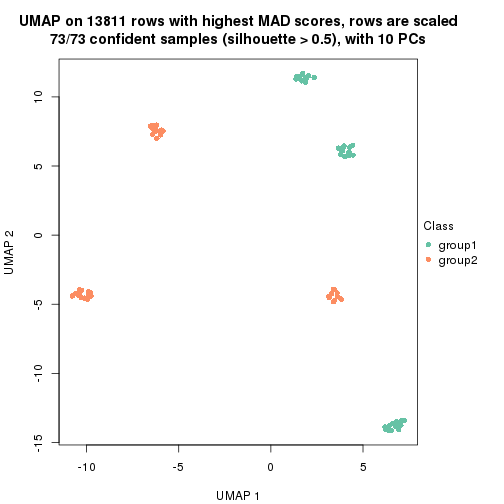 UMAP on 13811 rows with highest MAD scores, rows are scaled
73/73 confident samples (silhouette > 0.5), with 10 PCs
10
5
0
-5
-10
-15
UMAP 2
-10
-5
0
5
UMAP 1
Class
group1
group2